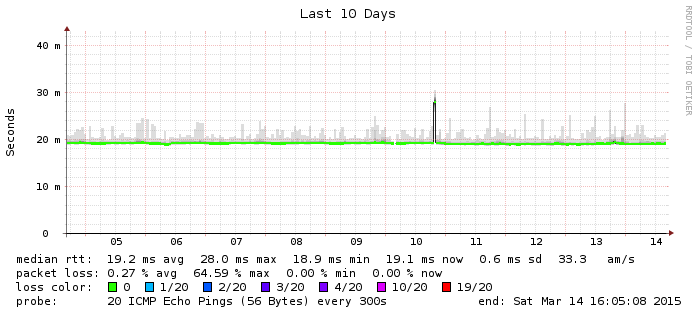 Last 10 Days
RRDTOOL / TOBI OETIKER
Seconds
40 m
30 m
20 m
10 m
0
05 06 07 08 09 10 11 12 13 14
median rtt: 19.2 ms avg 28.0 ms max 18.9 ms min 19.1 ms now 0.6 ms sd 33.3 am/s
packet loss: 0.27 % avg 64.59 % max 0.00 % min 0.00 % now
loss color: 0 1/20 2/20 3/20 4/20 10/20 19/20
probe: 20 ICMP Echo Pings (56 Bytes) every 300s end: Sat Mar 14 16:05:08 2015